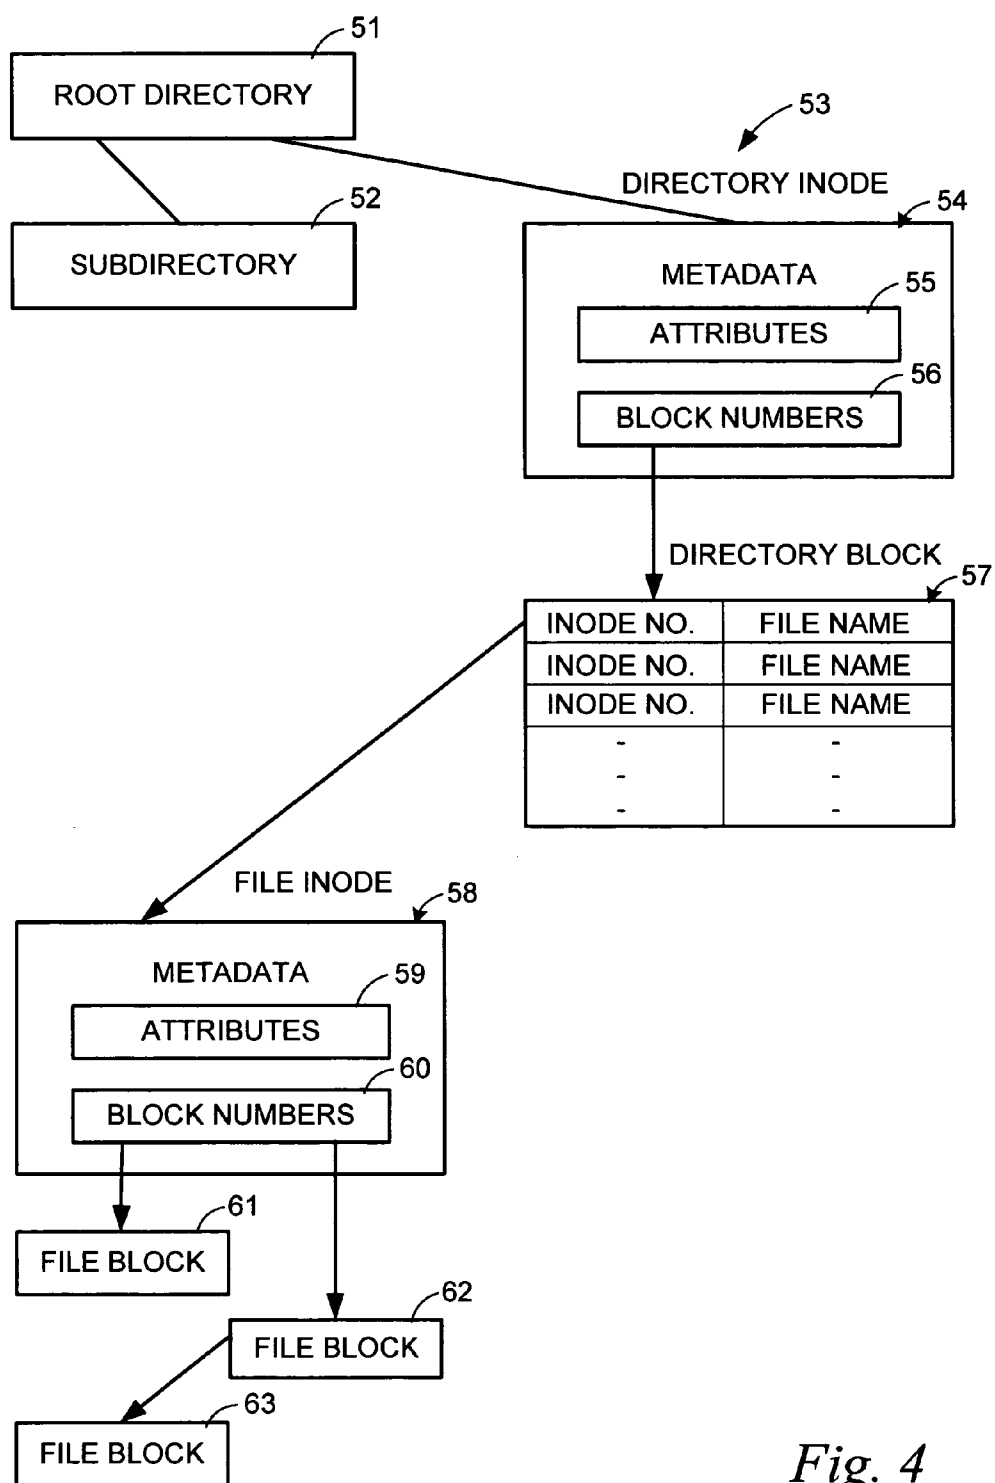 51
ROOT DIRECTORY
53
DIRECTORY INODE
52
SUBDIRECTORY
54
METADATA
55
ATTRIBUTES
56
BLOCK NUMBERS
DIRECTORY BLOCK
57
INODE NO. FILE NAME
INODE NO. FILE NAME
INODE NO. FILE NAME
- -
- -
- -
FILE INODE
58
METADATA
59
ATTRIBUTES
60
BLOCK NUMBERS
61
FILE BLOCK
62
FILE BLOCK
63
FILE BLOCK
Fig. 4